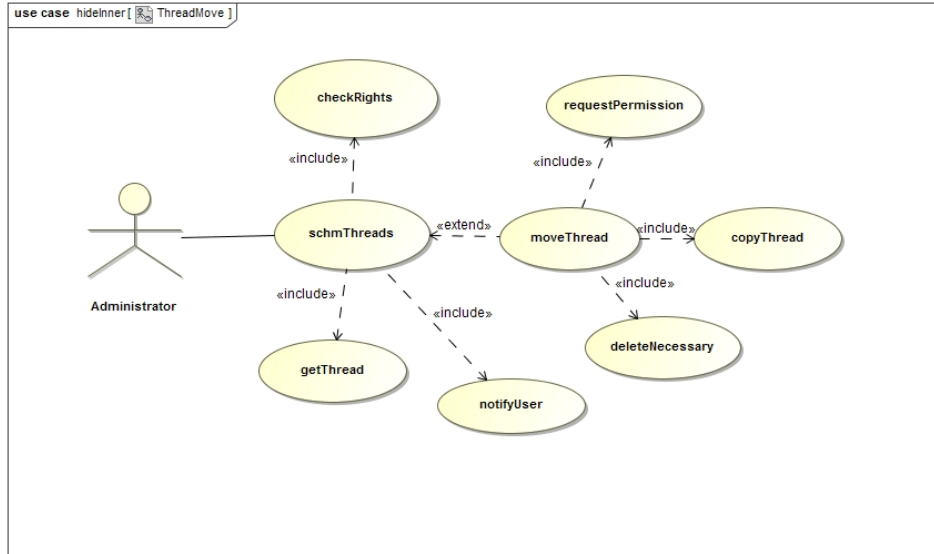 use case hideInner [ ThreadMove ]
checkRights
requestPermission
«include»
«include»
schmThreads
«extend»
moveThread
«include»
copyThread
Administrator
«include»
«include»
«include»
getThread
deleteNecessary
notifyUser